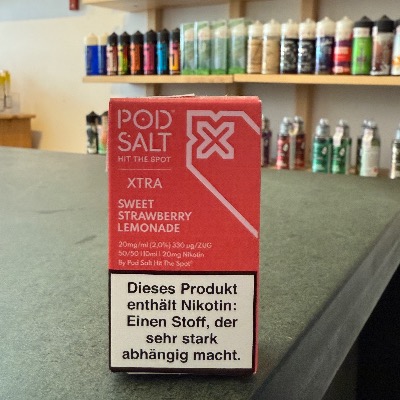 POD
SALT
HIT THE SPOT
XTRA
SWEET
STRAWBERRY
LEMONADE
20mg/ml (2,0%) 330 µg/ZUG
50/50 | 10ml | 20mg Nikotin
By Pod Salt Hit The Spot®
Dieses Produkt
enthält Nikotin:
Einen Stoff, der
sehr stark
abhängig macht.